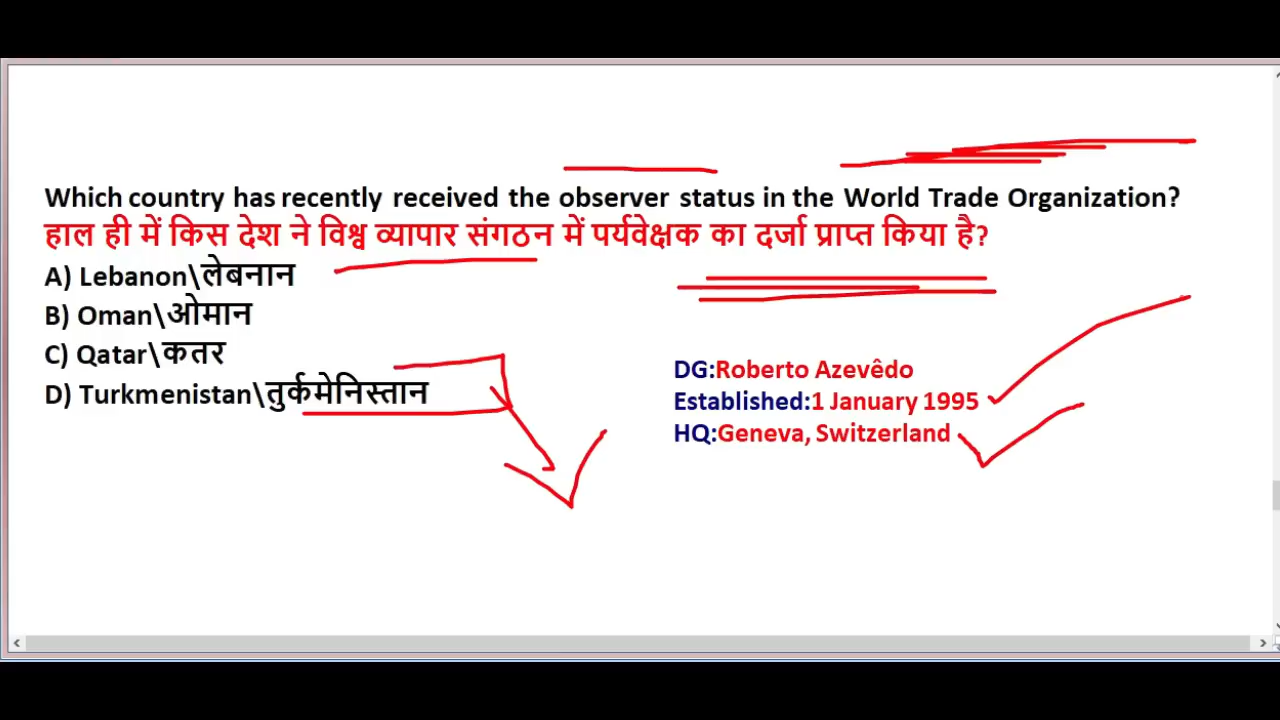 Which country has recently received the observer status in the World Trade Organization?
हाल ही में किस देश ने विश्व व्यापार संगठन में पर्यवेक्षक का दर्जा प्राप्त किया है?
A) Lebanon\लेबनान
B) Oman\ओमान
C) Qatar\कतर
D) Turkmenistan\तुर्कमेनिस्तान
DG:Roberto Azevêdo
Established:1 January 1995
HQ:Geneva, Switzerland